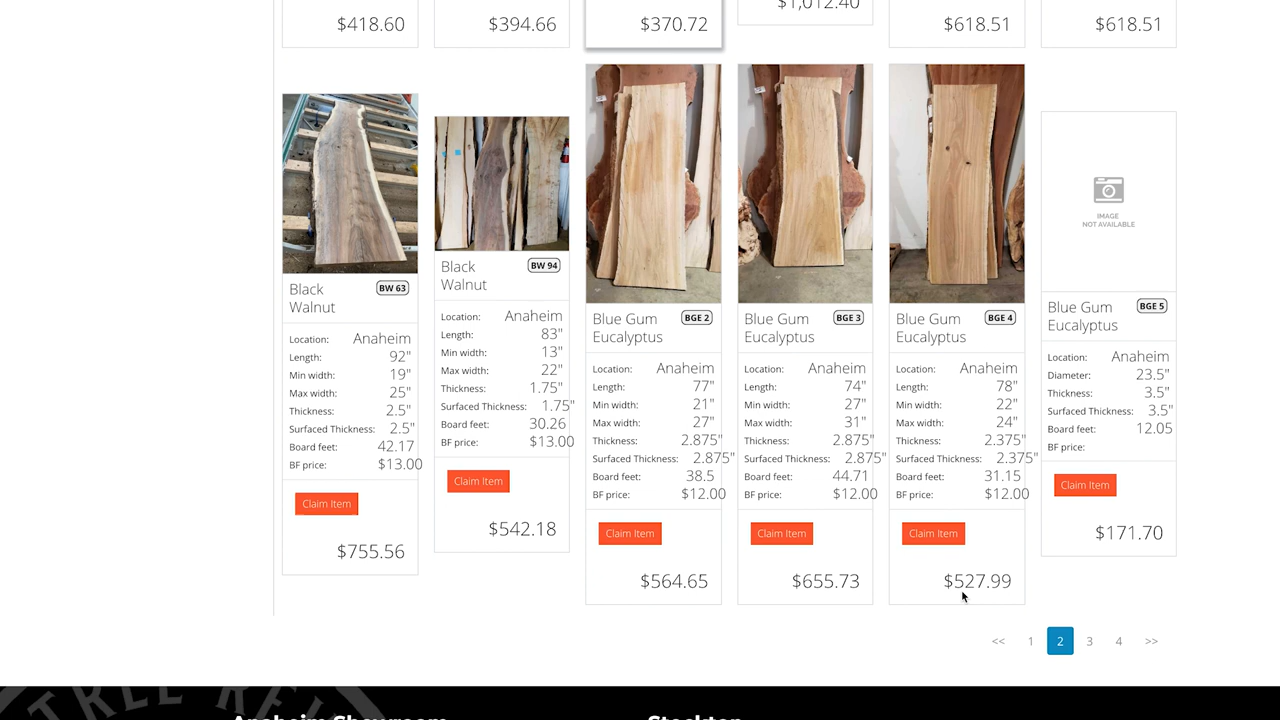 $418.60
$394.66
$370.72
$1,012.40
$618.51
$618.51
Black
Walnut
BW 63
Location: Anaheim
Length: 92"
Min width: 19"
Max width: 25"
Thickness: 2.5"
Surfaced Thickness: 2.5"
Board feet: 42.17
BF price: $13.00
Claim Item
$755.56
Black
Walnut
BW 94
Location: Anaheim
Length: 83"
Min width: 13"
Max width: 22"
Thickness: 1.75"
Surfaced Thickness: 1.75"
Board feet: 30.26
BF price: $13.00
Claim Item
$542.18
Blue Gum
Eucalyptus
BGE 2
Location: Anaheim
Length: 77"
Min width: 21"
Max width: 27"
Thickness: 2.875"
Surfaced Thickness: 2.875"
Board feet: 38.5
BF price: $12.00
Claim Item
$564.65
Blue Gum
Eucalyptus
BGE 3
Location: Anaheim
Length: 74"
Min width: 27"
Max width: 31"
Thickness: 2.875"
Surfaced Thickness: 2.875"
Board feet: 44.71
BF price: $12.00
Claim Item
$655.73
Blue Gum
Eucalyptus
BGE 4
Location: Anaheim
Length: 78"
Min width: 22"
Max width: 24"
Thickness: 2.375"
Surfaced Thickness: 2.375"
Board feet: 31.15
BF price: $12.00
Claim Item
$527.99
IMAGE
NOT AVAILABLE
Blue Gum
Eucalyptus
BGE 5
Location: Anaheim
Diameter: 23.5"
Thickness: 3.5"
Surfaced Thickness: 3.5"
Board feet: 12.05
BF price:
Claim Item
$171.70
<< 1 2 3 4 >>
TREE
Anaheim Showroom
Stockton